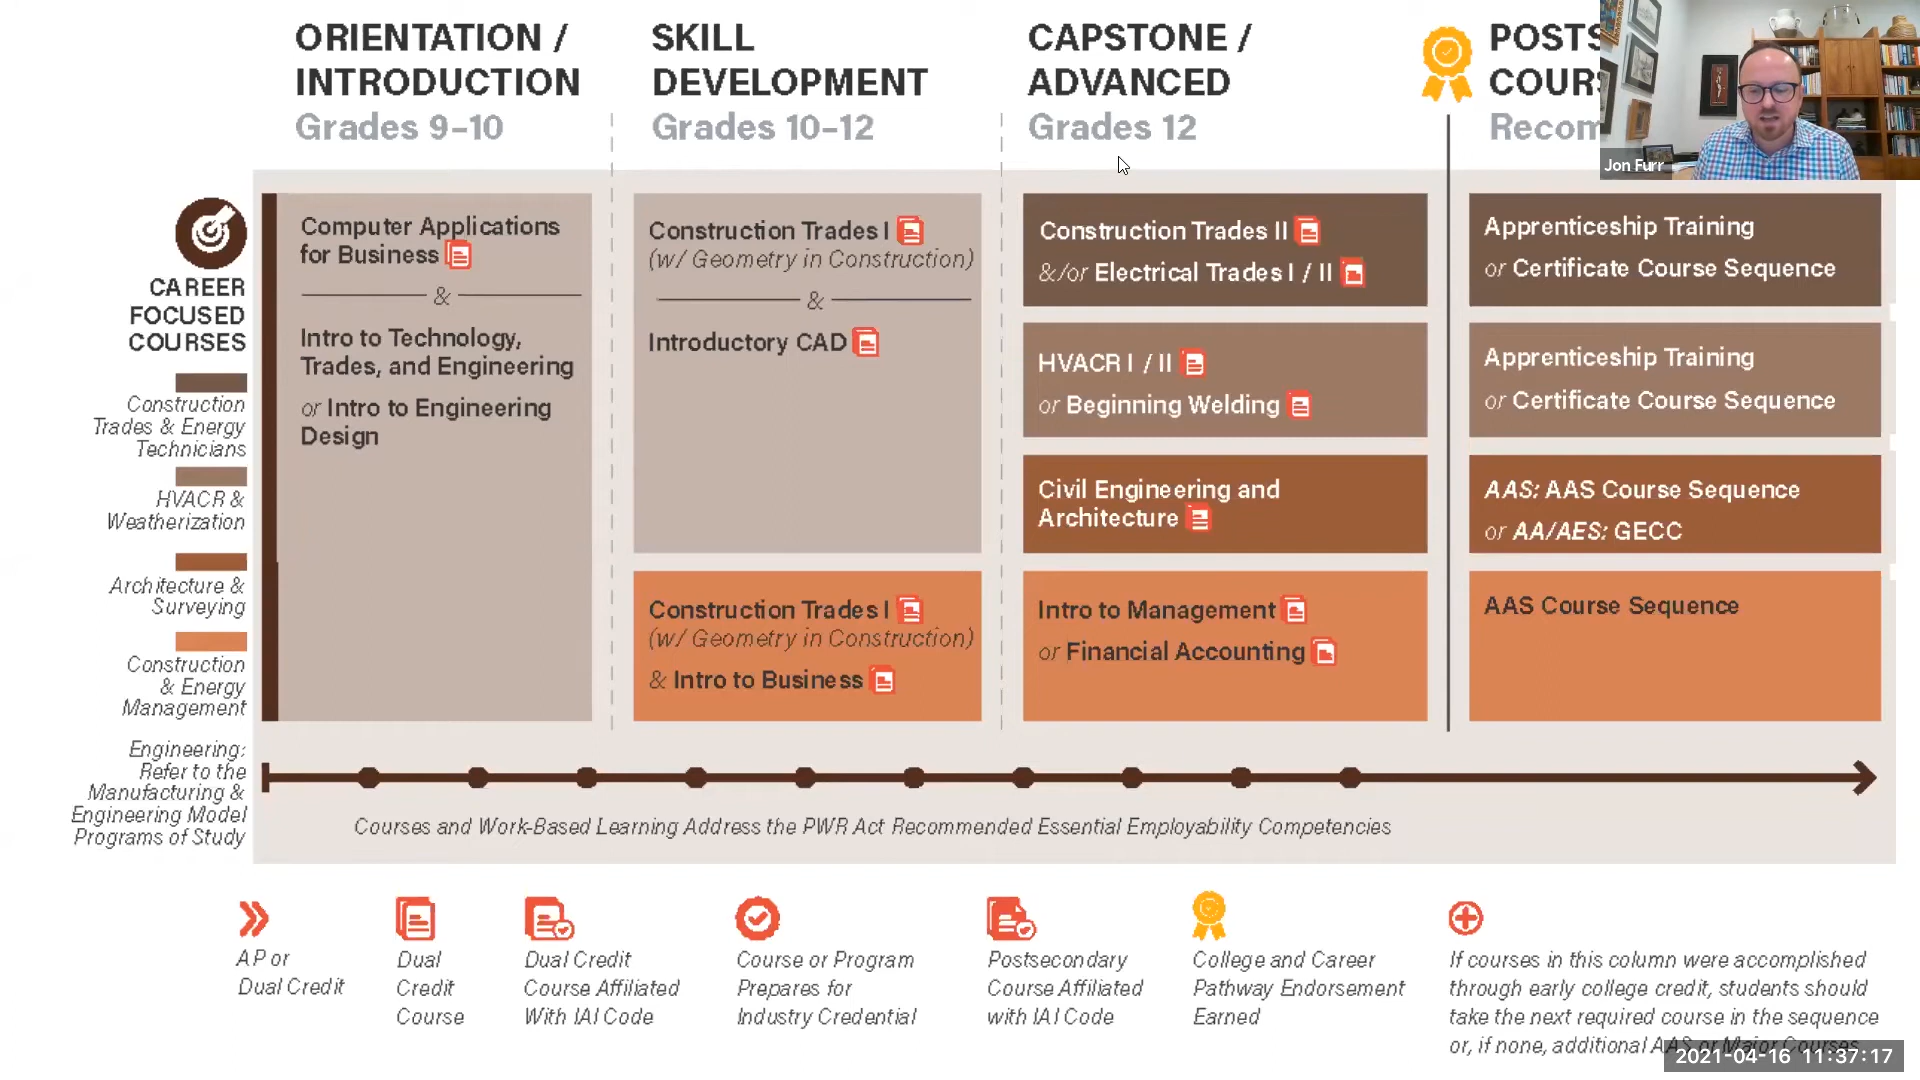 ORIENTATION /
INTRODUCTION
Grades 9–10
SKILL
DEVELOPMENT
Grades 10–12
CAPSTONE /
ADVANCED
Grades 12
Jon Furr
CAREER
FOCUSED
COURSES
Construction
Trades & Energy
Technicians
HVACR &
Weatherization
Architecture &
Surveying
Construction
& Energy
Management
Engineering:
Refer to the
Manufacturing &
Engineering Model
Programs of Study
Computer Applications
for Business
&
Intro to Technology,
Trades, and Engineering
or Intro to Engineering
Design
Construction Trades I
(w/ Geometry in Construction)
&
Introductory CAD
Construction Trades I
(w/ Geometry in Construction)
& Intro to Business
Construction Trades II
&/or Electrical Trades I / II
HVACR I / II
or Beginning Welding
Civil Engineering and
Architecture
Intro to Management
or Financial Accounting
Apprenticeship Training
or Certificate Course Sequence
Apprenticeship Training
or Certificate Course Sequence
AAS: AAS Course Sequence
or AA/AES: GECC
AAS Course Sequence
Courses and Work-Based Learning Address the PWR Act Recommended Essential Employability Competencies
AP or
Dual Credit
Dual
Credit
Course
Dual Credit
Course Affiliated
With IAI Code
Course or Program
Prepares for
Industry Credential
Postsecondary
Course Affiliated
with IAI Code
College and Career
Pathway Endorsement
Earned
If courses in this column were accomplished
through early college credit, students should
take the next required course in the sequence
or, if none, additional AAS or Major Courses
2021-04-16 11:37:17